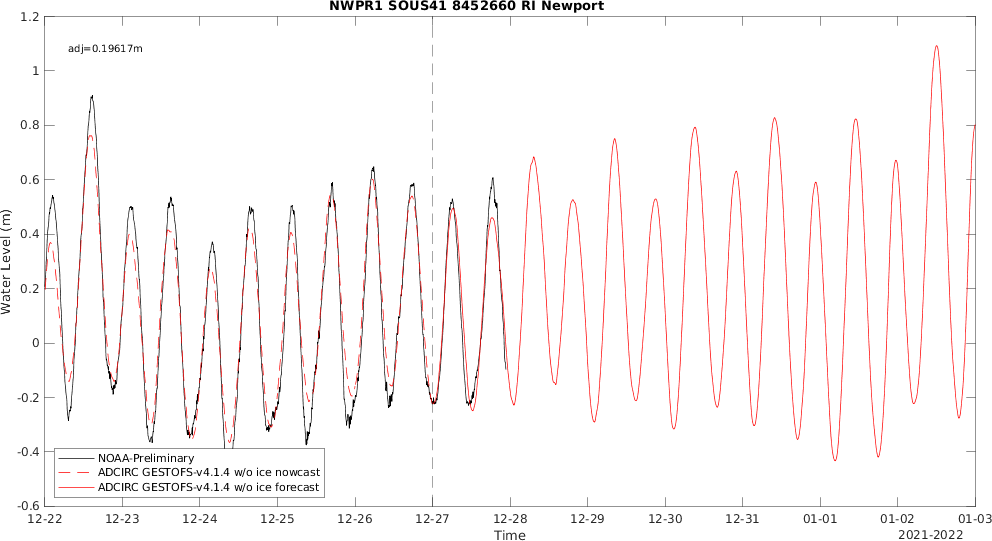 NWPR1 SOUS41 8452660 RI Newport
adj=0.19617m
1.2
1
0.8
0.6
0.4
0.2
0
-0.2
-0.4
-0.6
Water Level (m)
NOAA-Preliminary
ADCIRC GESTOFS-v4.1.4 w/o ice nowcast
ADCIRC GESTOFS-v4.1.4 w/o ice forecast
12-22 12-23 12-24 12-25 12-26 12-27 12-28 12-29 12-30 12-31 01-01 01-02 01-03
Time
2021-2022